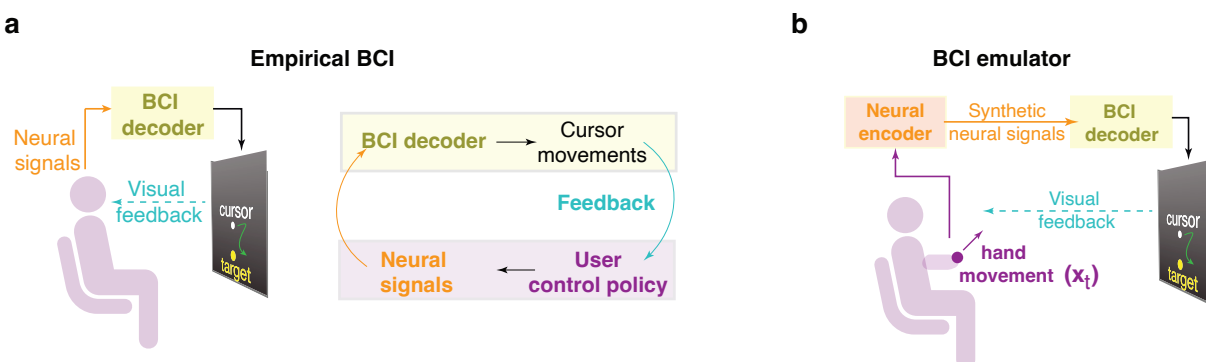 a
Empirical BCI
BCI
decoder
Neural
signals
Visual
feedback
cursor
target
BCI decoder
Cursor
movements
Feedback
Neural
signals
User
control policy
b
BCI emulator
Neural
encoder
Synthetic
neural signals
BCI
decoder
Visual
feedback
cursor
target
hand
movement (xₜ)